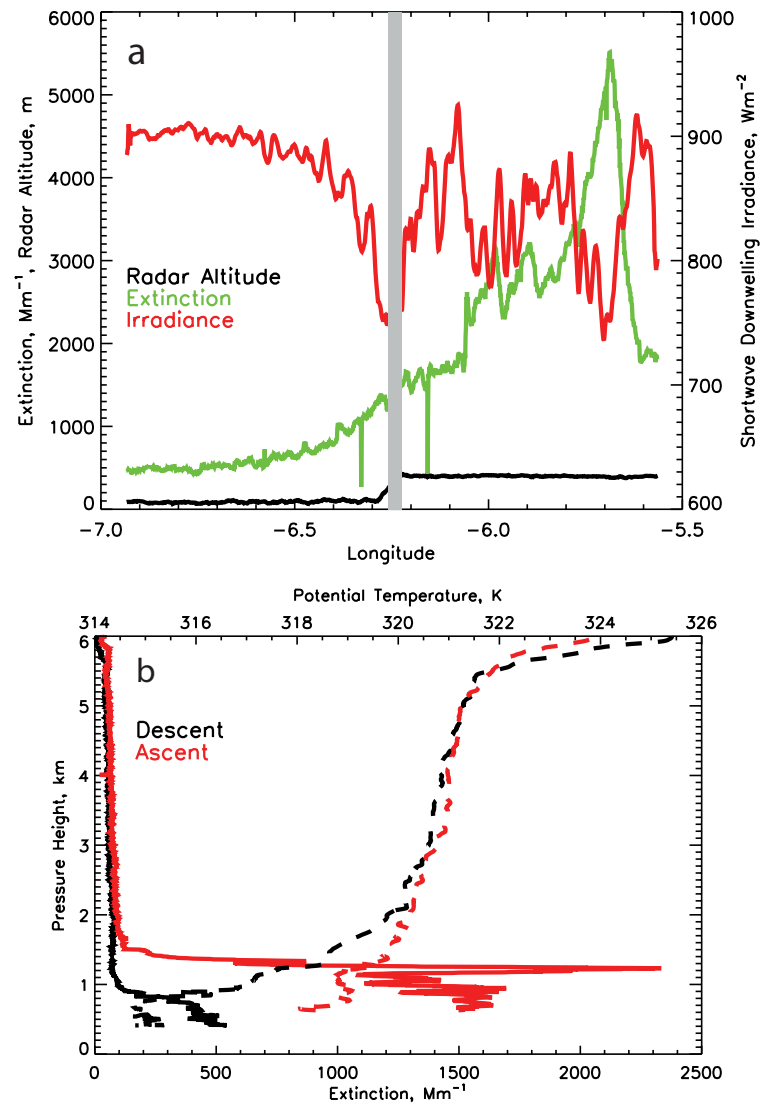 a
6000
5000
4000
3000
2000
1000
0
Extinction, Mm⁻¹, Radar Altitude, m
1000
900
800
700
600
Shortwave Downwelling Irradiance, Wm⁻²
Radar Altitude
Extinction
Irradiance
-7.0 -6.5 -6.0 -5.5
Longitude
Potential Temperature, K
314 316 318 320 322 324 326
b
6
5
4
3
2
1
0
Pressure Height, km
Descent
Ascent
0 500 1000 1500 2000 2500
Extinction, Mm⁻¹